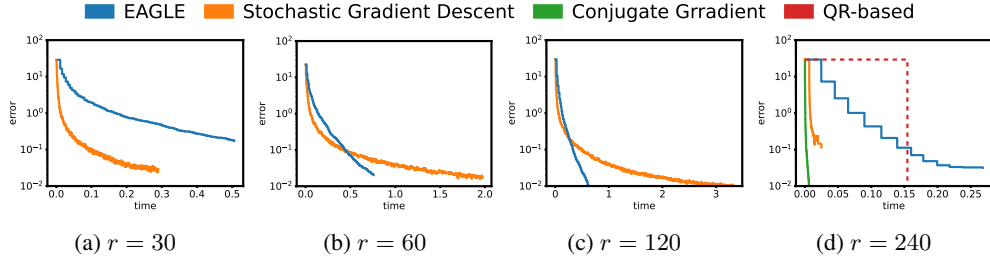 EAGLE Stochastic Gradient Descent Conjugate Grradient QR-based
10² 10¹ 10⁰ 10⁻¹ 10⁻² error 0.0 0.1 0.2 0.3 0.4 0.5 time
10² 10¹ 10⁰ 10⁻¹ 10⁻² error 0.0 0.5 1.0 1.5 2.0 time
10² 10¹ 10⁰ 10⁻¹ 10⁻² error 0 1 2 3 time
10² 10¹ 10⁰ 10⁻¹ 10⁻² error 0.00 0.05 0.10 0.15 0.20 0.25 time
(a) r = 30 (b) r = 60 (c) r = 120 (d) r = 240